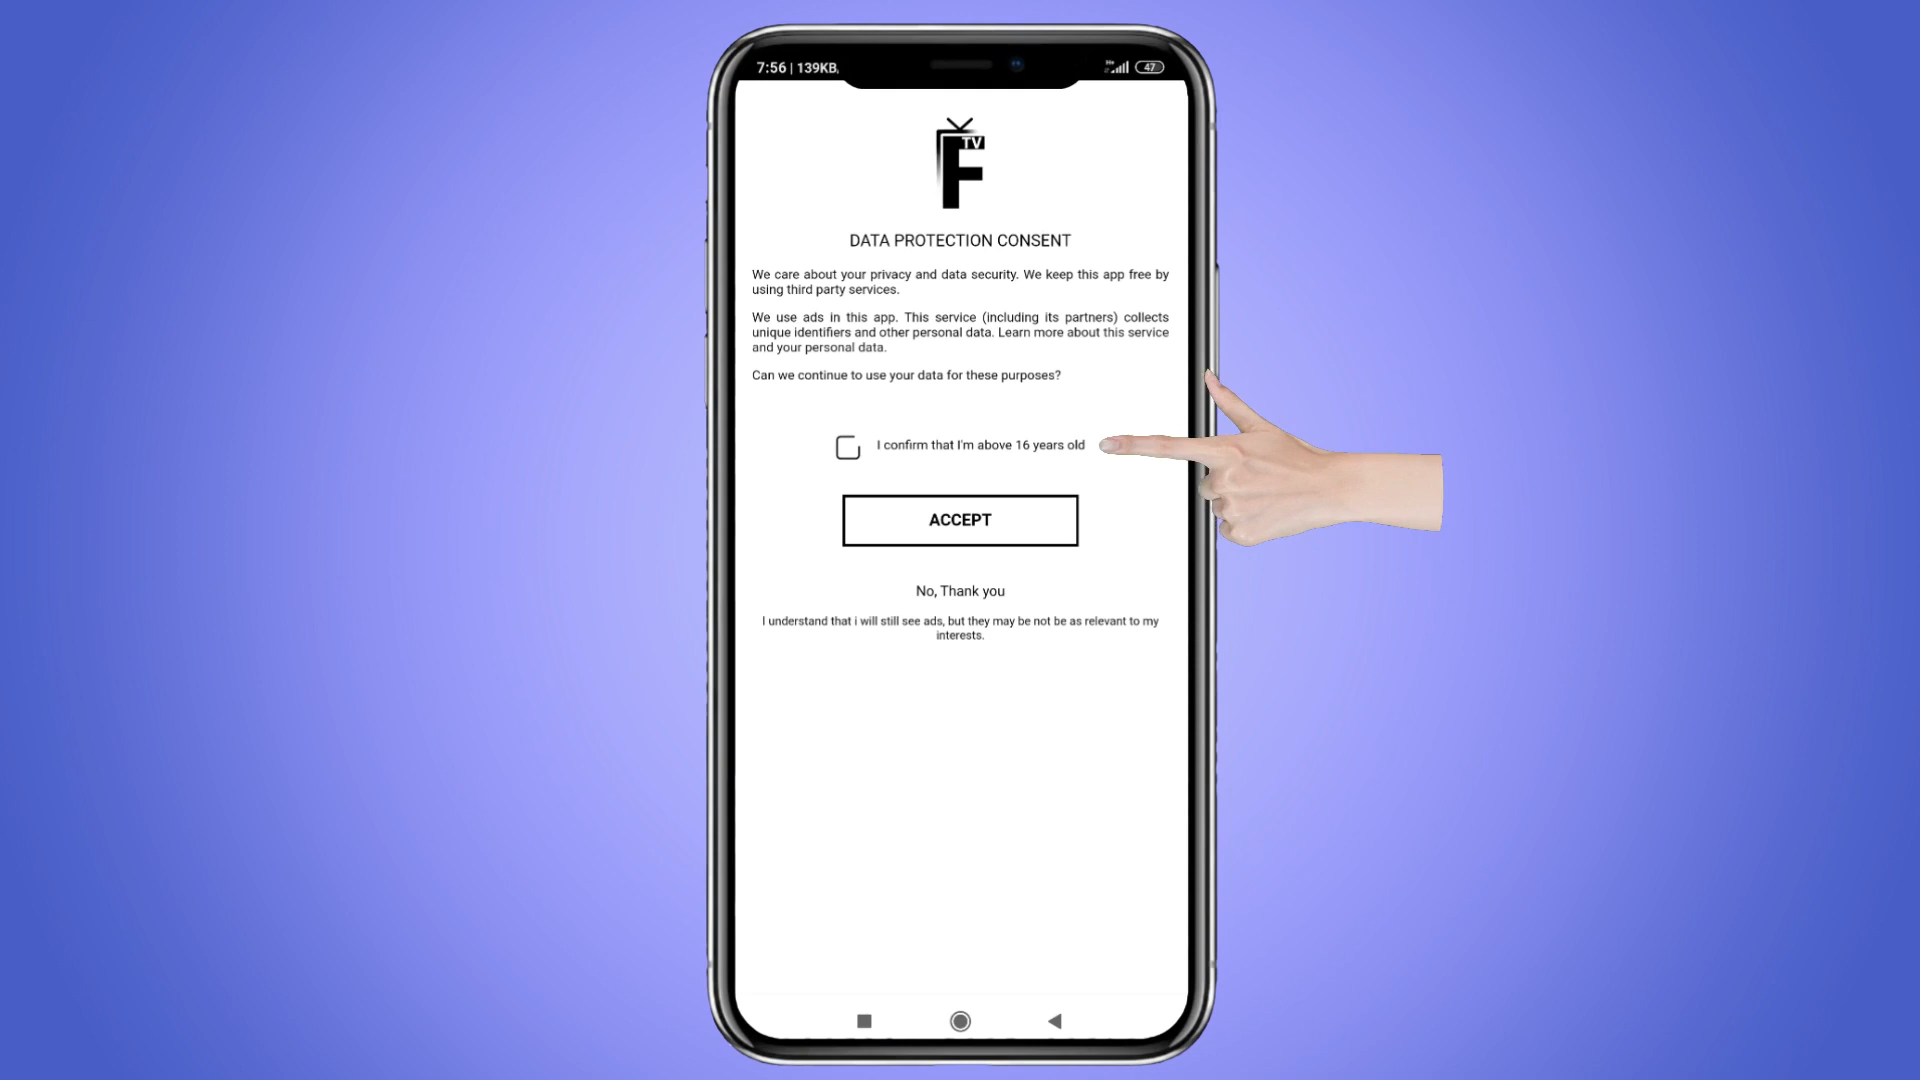 7:56 | 139KB
47
TV
F
DATA PROTECTION CONSENT
We care about your privacy and data security. We keep this app free by
using third party services.
We use ads in this app. This service (including its partners) collects
unique identifiers and other personal data. Learn more about this service
and your personal data.
Can we continue to use your data for these purposes?
I confirm that I'm above 16 years old
ACCEPT
No, Thank you
I understand that i will still see ads, but they may be not be as relevant to my
interests.